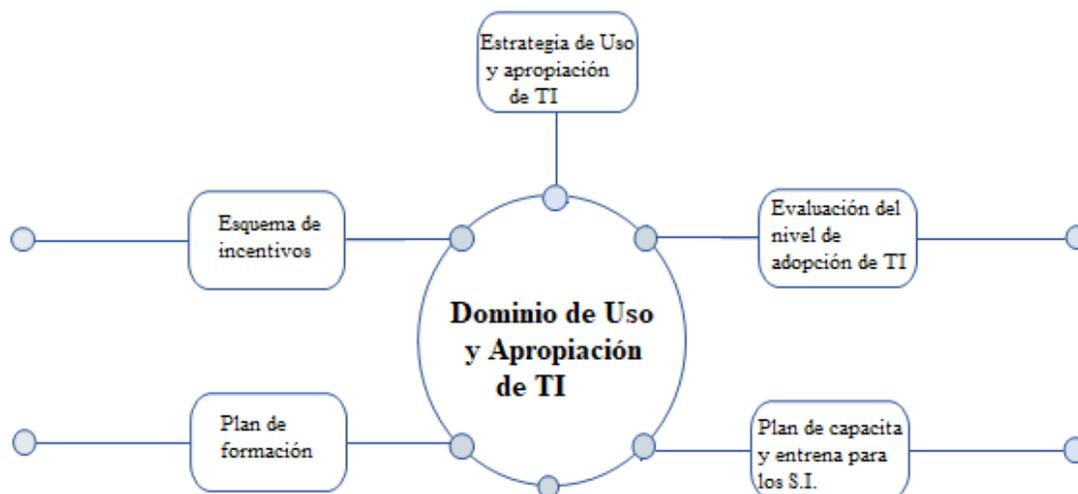 Estrategia de Uso
y apropiación
de TI
Esquema de
incentivos
Evaluación del
nivel de
adopción de TI
Dominio de Uso
y Apropiación
de TI
Plan de
formación
Plan de capacita
y entrena para
los S.I.